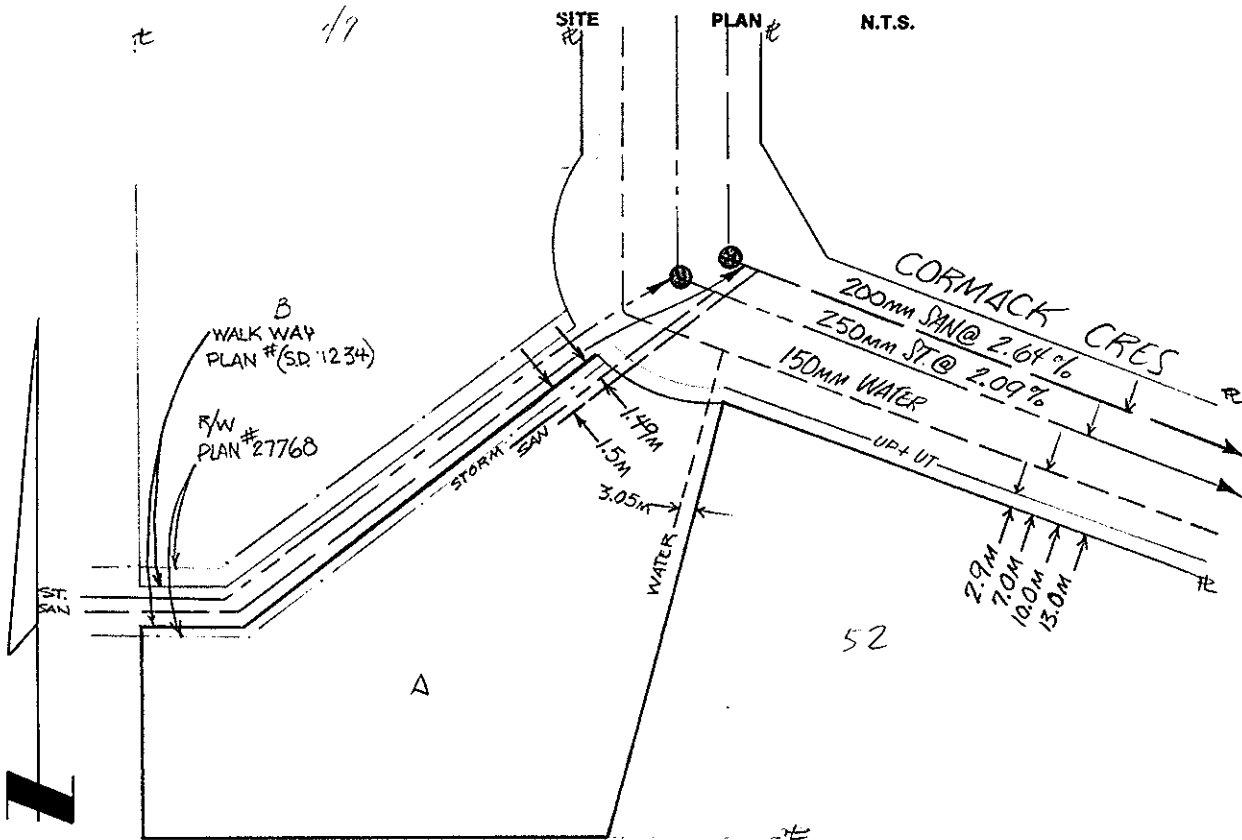 SITE PLAN N.T.S.
B
WALK WAY
PLAN #(S.D. 1234)
R/W
PLAN #27768
CORMACK CRES
200MM SAN @ 2.64 %
250MM ST. @ 2.09%
150MM WATER
UP + UT
STORM
SAN
1.49M
1.5M
3.05M
WATER
2.9M
7.0M
10.0M
13.0M
ST.
SAN
A
52